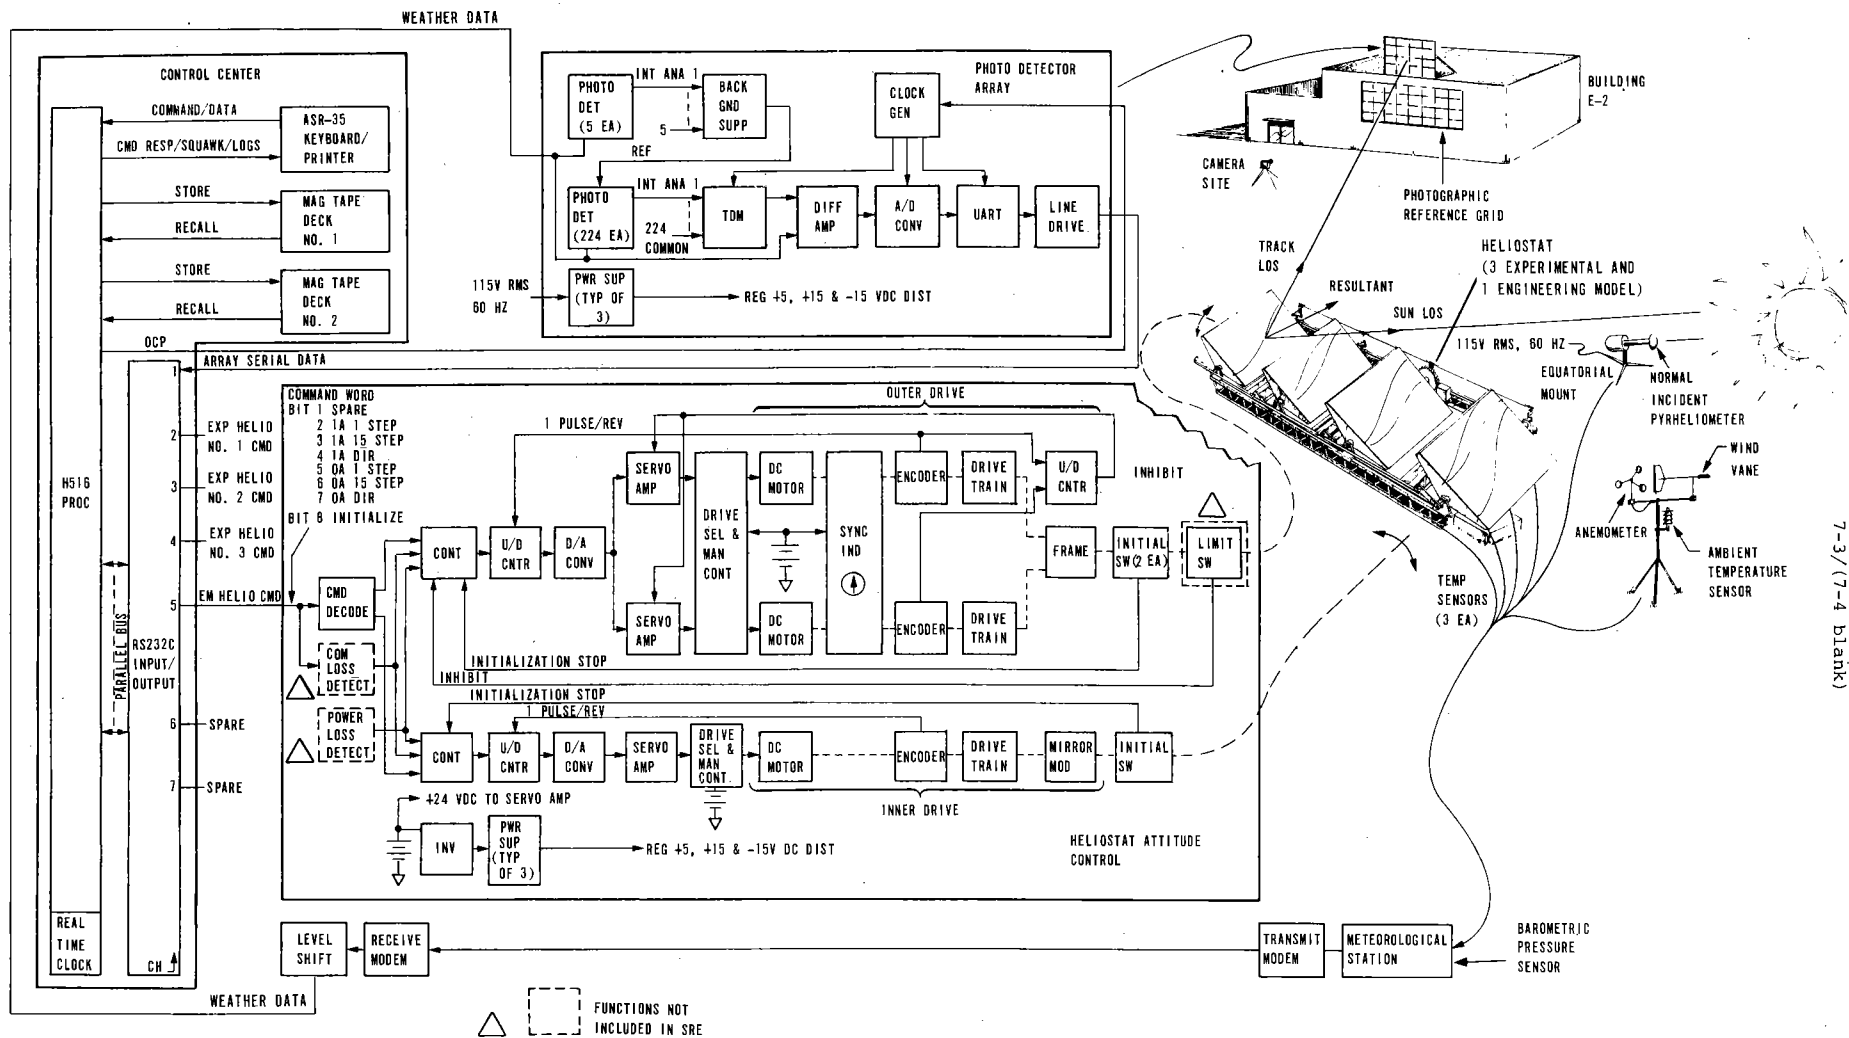 WEATHER DATA
CONTROL CENTER
COMMAND/DATA
CMD RESP/SQUAWK/LOGS
ASR-35
KEYBOARD/
PRINTER
STORE
RECALL
MAG TAPE
DECK
NO. 1
STORE
RECALL
MAG TAPE
DECK
NO. 2
OCP
H516
PROC
REAL
TIME
CLOCK
PARALLEL BUS
RS232C
INPUT/
OUTPUT
CH
1
2
3
4
5
6
7
ARRAY SERIAL DATA
EXP HELIO
NO. 1 CMD
EXP HELIO
NO. 2 CMD
EXP HELIO
NO. 3 CMD
EM HELIO CMD
SPARE
SPARE
PHOTO DETECTOR
ARRAY
PHOTO
DET
(5 EA)
INT ANA 1
5
BACK
GND
SUPP
REF
CLOCK
GEN
PHOTO
DET
(224 EA)
INT ANA 1
224
COMMON
TDM
DIFF
AMP
A/D
CONV
UART
LINE
DRIVE
115V RMS
60 HZ
PWR SUP
(TYP OF
3)
REG +5, +15 & -15 VDC DIST
COMMAND WORD
BIT 1 SPARE
2 1A 1 STEP
3 1A 15 STEP
4 1A DIR
5 0A 1 STEP
6 0A 15 STEP
7 0A DIR
BIT 8 INITIALIZE
OUTER DRIVE
1 PULSE/REV
CMD
DECODE
COM
LOSS
DETECT
POWER
LOSS
DETECT
CONT
U/D
CNTR
D/A
CONV
SERVO
AMP
SERVO
AMP
DRIVE
SEL &
MAN
CONT
DC
MOTOR
DC
MOTOR
SYNC
IND
ENCODER
ENCODER
DRIVE
TRAIN
DRIVE
TRAIN
U/D
CNTR
INHIBIT
FRAME
INITIAL
SW(2 EA)
LIMIT
SW
INITIALIZATION STOP
INHIBIT
INITIALIZATION STOP
1 PULSE/REV
CONT
U/D
CNTR
D/A
CONV
SERVO
AMP
DRIVE
SEL &
MAN
CONT.
DC
MOTOR
ENCODER
DRIVE
TRAIN
MIRROR
MOD
INITIAL
SW
INNER DRIVE
+24 VDC TO SERVO AMP
INV
PWR
SUP
(TYP
OF 3)
REG +5, +15 & -15V DC DIST
HELIOSTAT ATTITUDE
CONTROL
LEVEL
SHIFT
RECEIVE
MODEM
TRANSMIT
MODEM
METEOROLOGICAL
STATION
BAROMETRIC
PRESSURE
SENSOR
WEATHER DATA
FUNCTIONS NOT
INCLUDED IN SRE
BUILDING
E-2
CAMERA
SITE
PHOTOGRAPHIC
REFERENCE GRID
TRACK
LOS
RESULTANT
HELIOSTAT
(3 EXPERIMENTAL AND
1 ENGINEERING MODEL)
SUN LOS
115V RMS, 60 HZ
EQUATORIAL
MOUNT
NORMAL
INCIDENT
PYRHELIOMETER
WIND
VANE
ANEMOMETER
AMBIENT
TEMPERATURE
SENSOR
TEMP
SENSORS
(3 EA)
7-3/(7-4 blank)